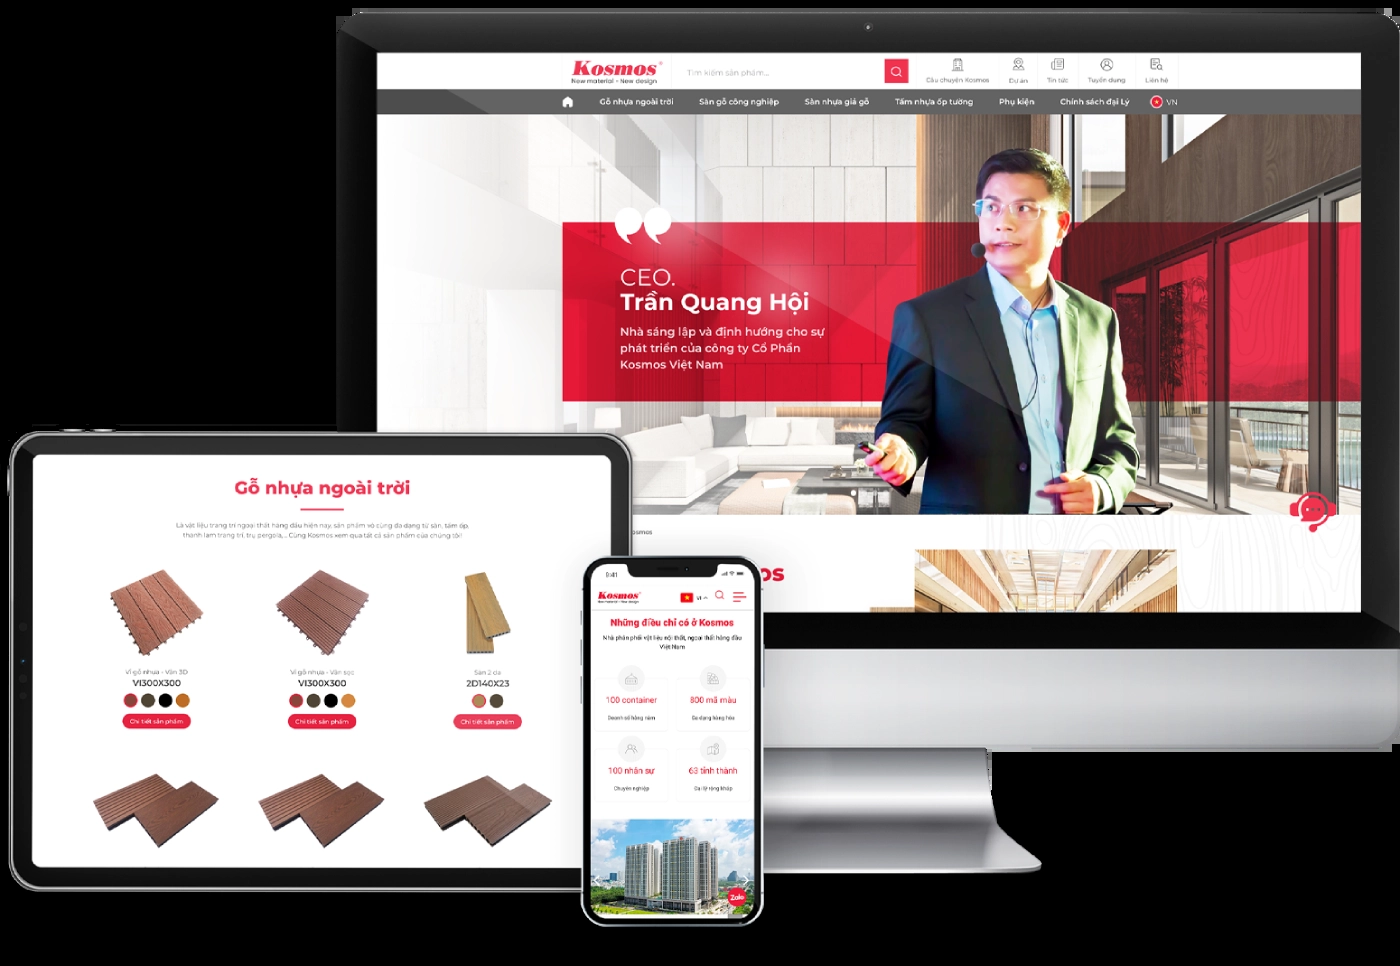 Kosmos®
New material - New design
Tìm kiếm sản phẩm...
Câu chuyện Kosmos
Dự án
Tin tức
Tuyển dụng
Liên hệ
Gỗ nhựa ngoài trời
Sàn gỗ công nghiệp
Sàn nhựa giả gỗ
Tấm nhựa ốp tường
Phụ kiện
Chính sách đại Lý
VN
CEO.
Trần Quang Hội
Nhà sáng lập và định hướng cho sự
phát triển của công ty Cổ Phần
Kosmos Việt Nam
osmos
os
Gỗ nhựa ngoài trời
Là vật liệu trang trí ngoại thất hàng đầu hiện nay, sản phẩm vô cùng đa dạng từ sàn, tấm ốp,
thanh lam trang trí, trụ pergola,... Cùng Kosmos xem qua tất cả sản phẩm của chúng tôi!
Vỉ gỗ nhựa - Vân 3D
VI300X300
Chi tiết sản phẩm
Vỉ gỗ nhựa - Vân sọc
VI300X300
Chi tiết sản phẩm
Sàn 2 da
2D140X23
Chi tiết sản phẩm
9:41
Kosmos®
New material - New design
VI
Những điều chỉ có ở Kosmos
Nhà phân phối vật liệu nội thất, ngoại thất hàng đầu
Việt Nam
100 container
Doanh số hàng năm
800 mã màu
Đa dạng hàng hóa
100 nhân sự
Chuyên nghiệp
63 tỉnh thành
Đại lý rộng khắp
Zalo